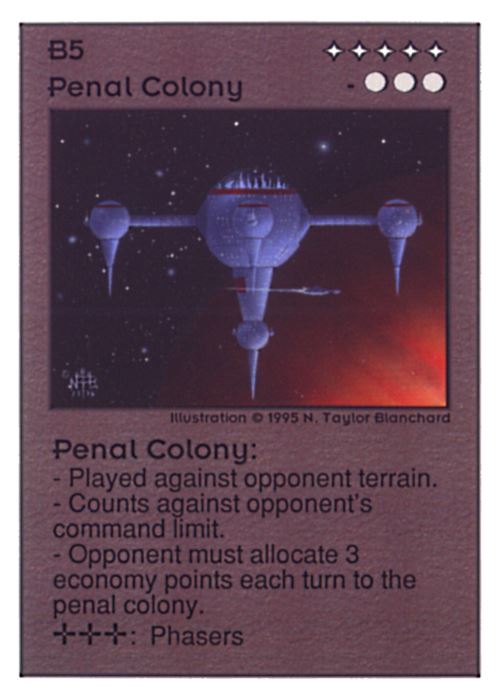 B5
Penal Colony
-
Illustration © 1995 N. Taylor Blanchard
Penal Colony:
- Played against opponent terrain.
- Counts against opponent's
command limit.
- Opponent must allocate 3
economy points each turn to the
penal colony.
: Phasers